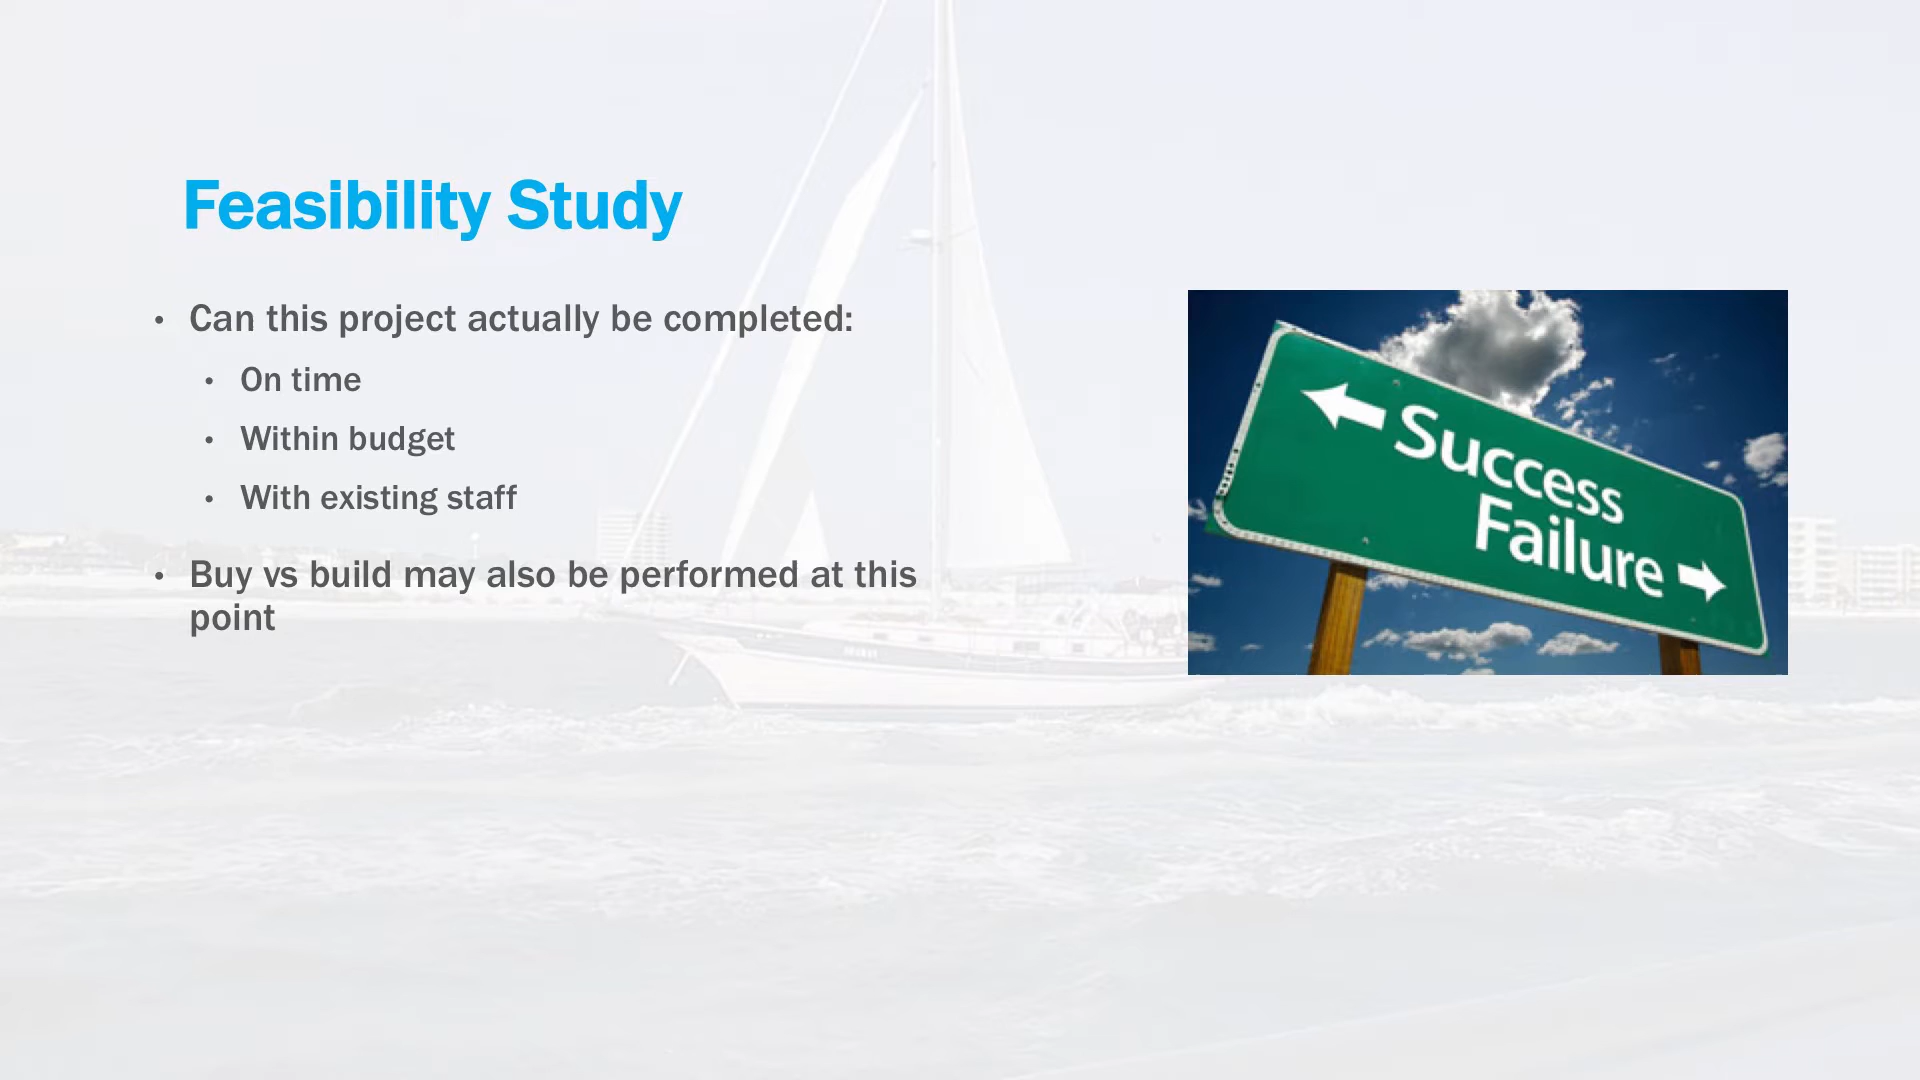 Feasibility Study
• Can this project actually be completed:
• On time
• Within budget
• With existing staff
• Buy vs build may also be performed at this
point
Success
Failure